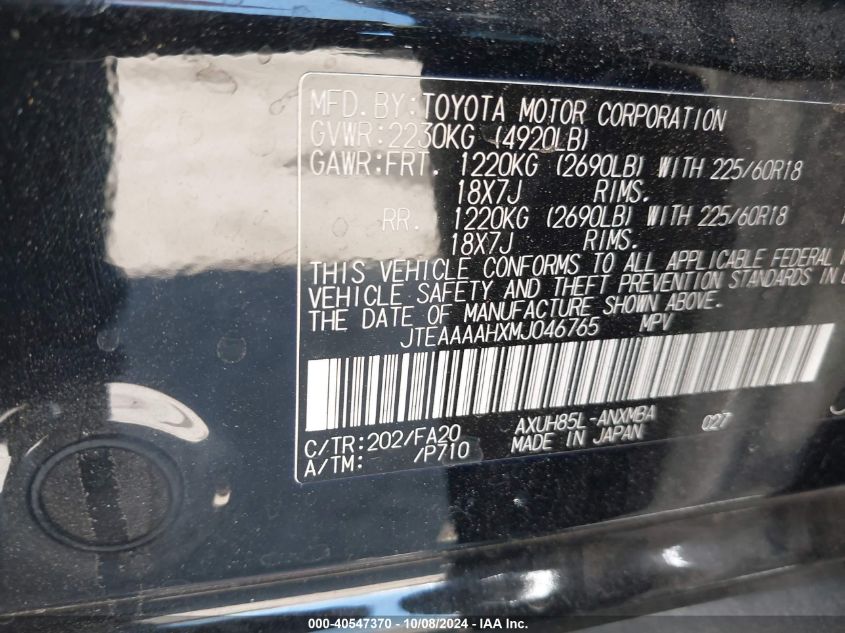 MFD. BY: TOYOTA MOTOR CORPORATION
GVWR:2230KG (4920LB)
GAWR:FRT. 1220KG (2690LB) WITH 225/60R18
18X7J RIMS.
RR. 1220KG (2690LB) WITH 225/60R18
18X7J RIMS.
THIS VEHICLE CONFORMS TO ALL APPLICABLE FEDERAL
VEHICLE SAFETY AND THEFT PREVENTION STANDARDS IN
THE DATE OF MANUFACTURE SHOWN ABOVE.
JTEAAAAHXMJ046765 MPV
C/TR:202/FA20 AXUH85L-ANXMBA 027
A/TM: /P710 MADE IN JAPAN
000-40547370 - 10/08/2024 - IAA Inc.